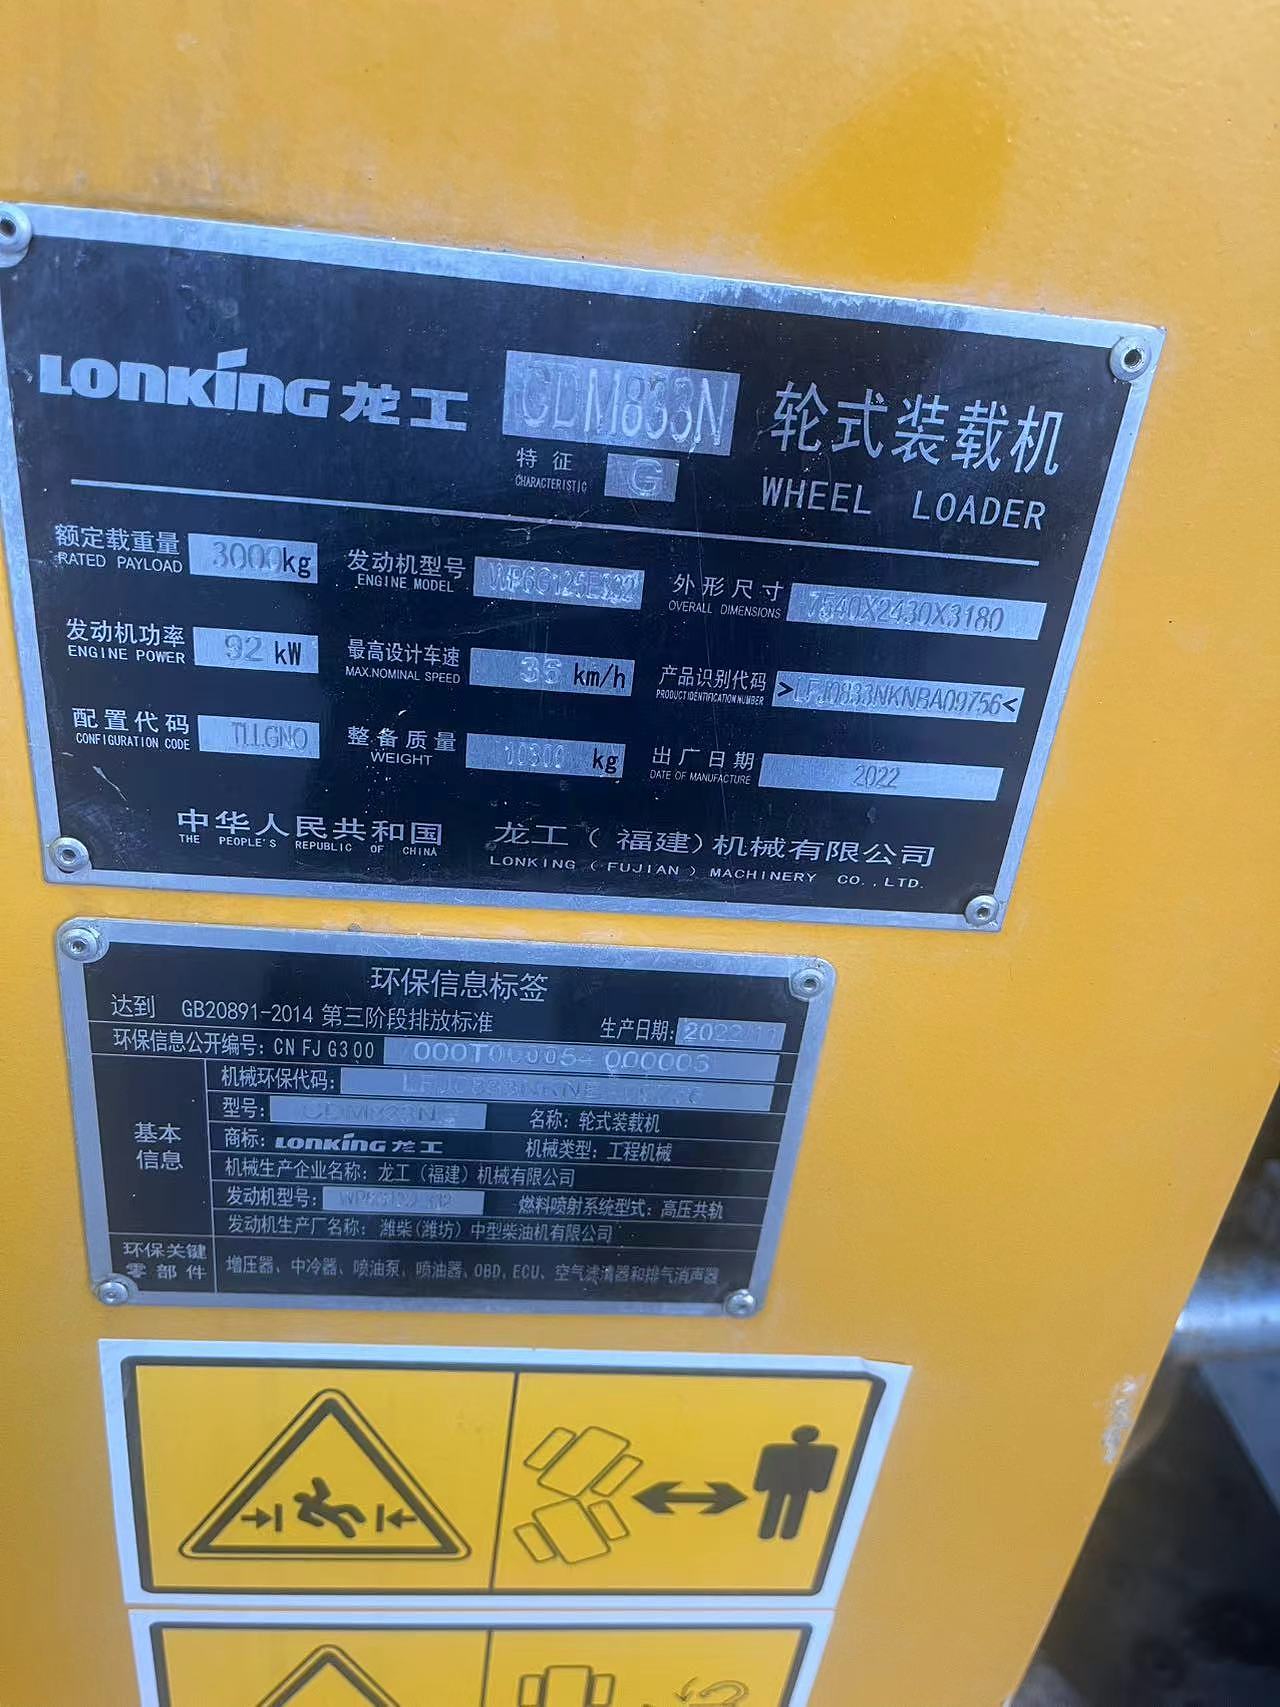 LONKING 龙工 CDM833N 轮式装载机
特征 G WHEEL LOADER
CHARACTERISTIC
额定载重量 3000kg 发动机型号 外形尺寸 7540X2430X3180
RATED PAYLOAD ENGINE MODEL OVERALL DIMENSIONS
发动机功率 92 kW 最高设计车速 km/h 产品识别代码 >LFJ0833NKNBA09756<
ENGINE POWER MAX.NOMINAL SPEED PRODUCT IDENTIFICATION NUMBER
配置代码 TLLGN0 整备质量 10300 kg 出厂日期 2022
CONFIGURATION CODE WEIGHT DATE OF MANUFACTURE
中华人民共和国 龙工（福建）机械有限公司
THE PEOPLE'S REPUBLIC OF CHINA LONKING (FUJIAN) MACHINERY CO.,LTD.
环保信息标签
达到 GB20891-2014 第三阶段排放标准 生产日期: 2022/11
环保信息公开编号: CN FJ G300 000T000054 000006
基本信息
机械环保代码:
型号: 名称: 轮式装载机
商标: LONKING 龙工 机械类型: 工程机械
机械生产企业名称: 龙工（福建）机械有限公司
发动机型号: 燃料喷射系统型式: 高压共轨
发动机生产厂名称: 潍柴(潍坊)中型柴油机有限公司
环保关键零部件 增压器、中冷器、喷油泵、喷油器、OBD、ECU、空气滤清器和排气消声器